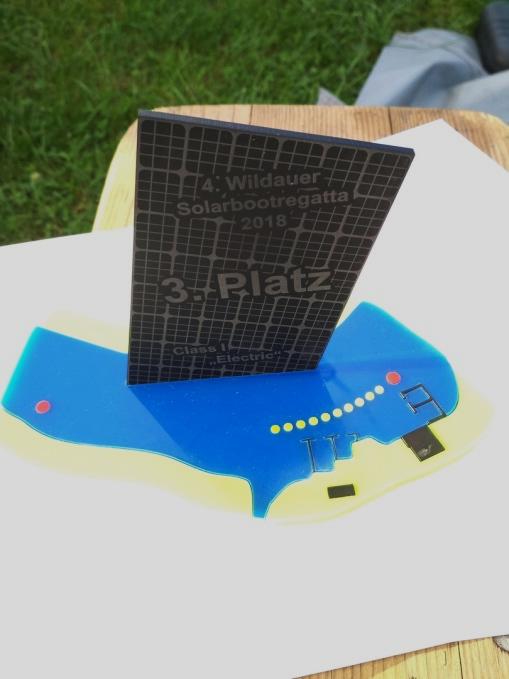 4. Wildauer
Solarbootregatta
2018
3. Platz
Class I
„Electric“